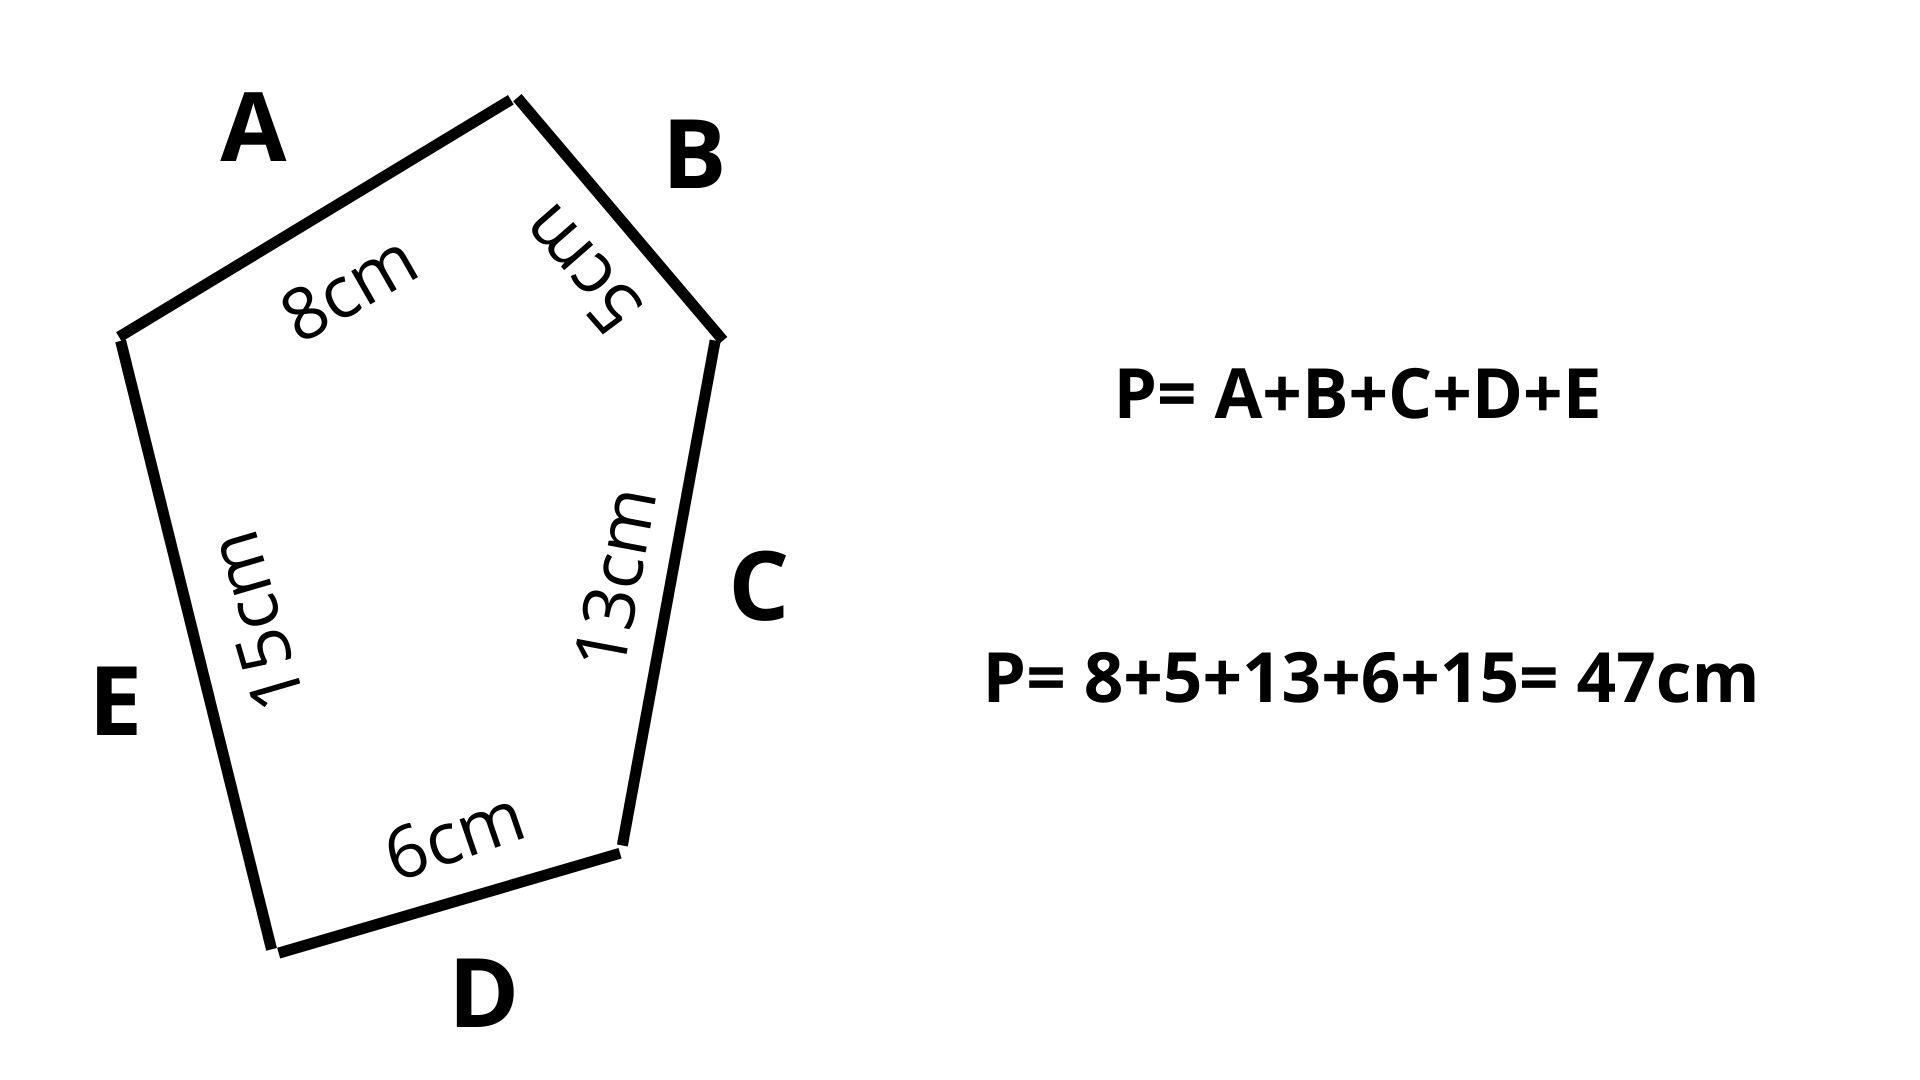 A
B
8cm
5cm
P= A+B+C+D+E
13cm
C
15cm
E
P= 8+5+13+6+15= 47cm
6cm
D